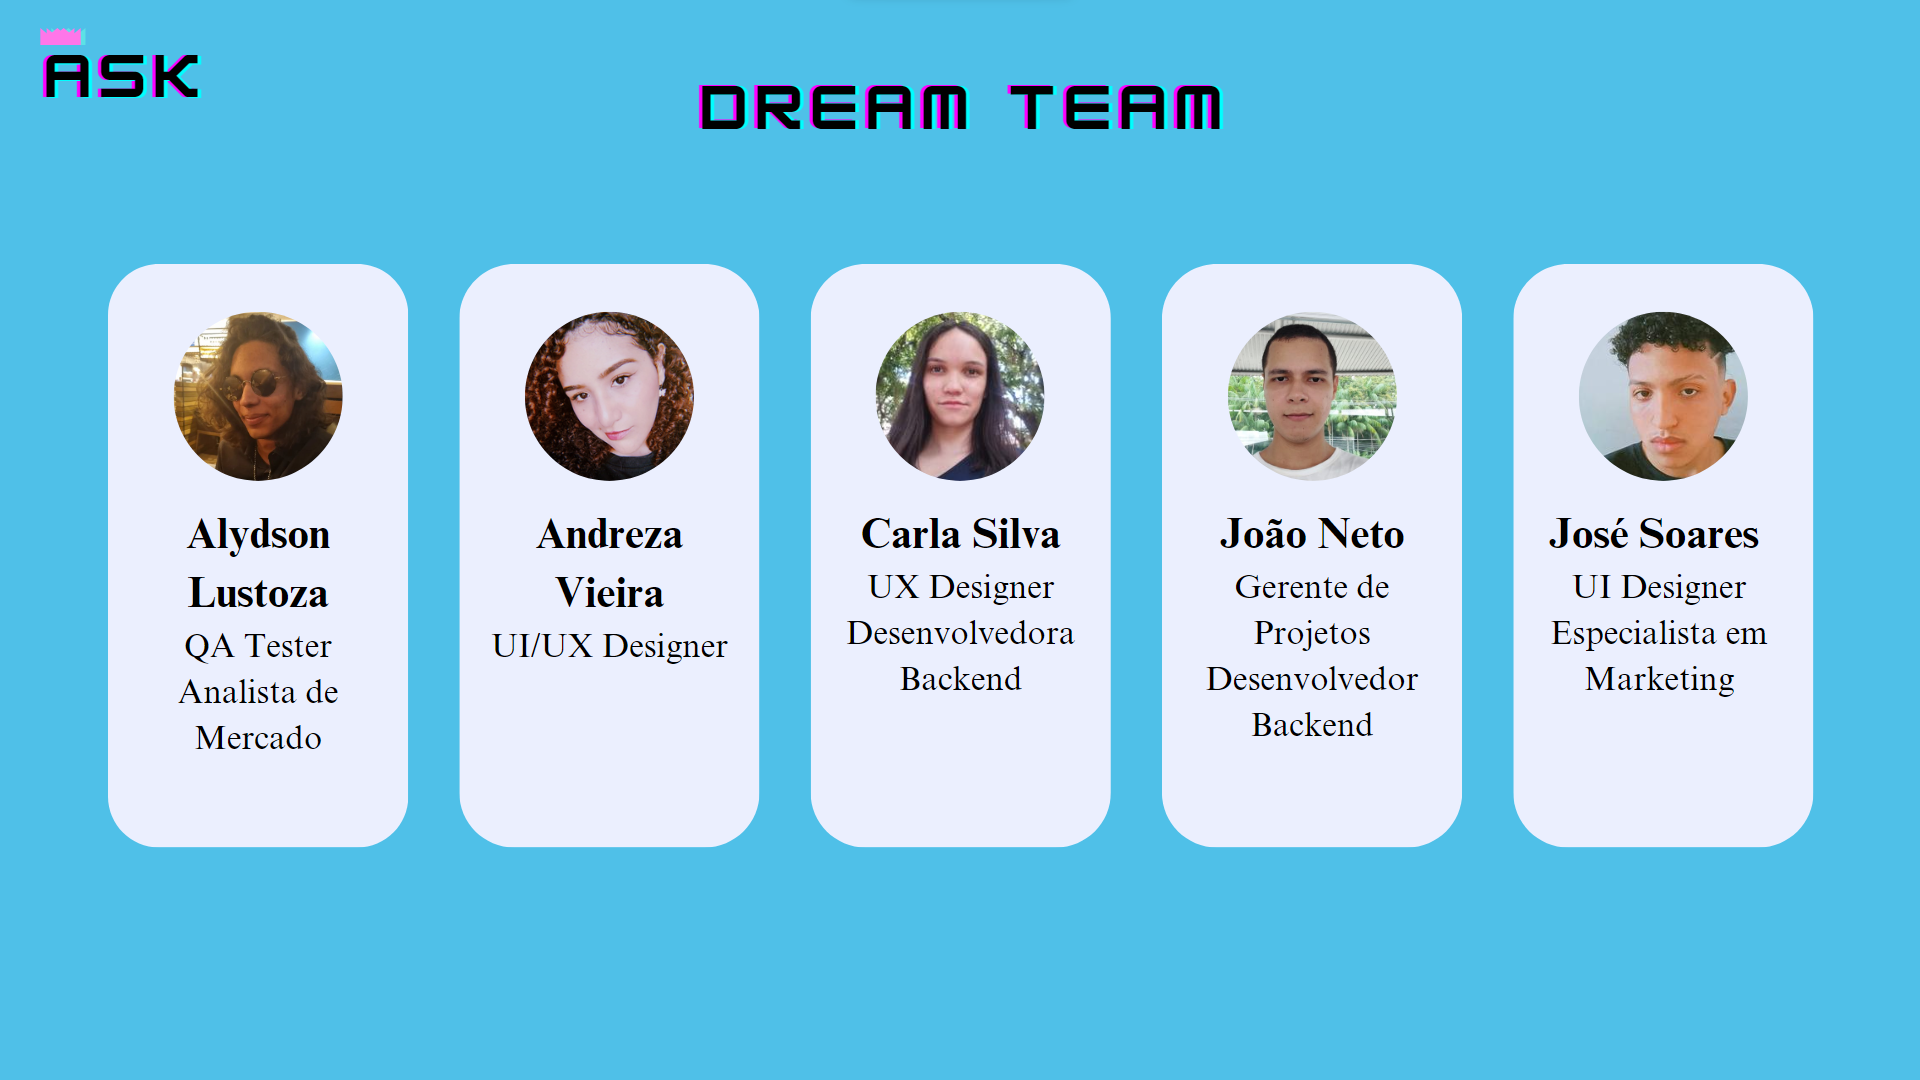 ASK
DREAM TEAM
Alydson
Lustoza
QA Tester
Analista de
Mercado
Andreza
Vieira
UI/UX Designer
Carla Silva
UX Designer
Desenvolvedora
Backend
João Neto
Gerente de
Projetos
Desenvolvedor
Backend
José Soares
UI Designer
Especialista em
Marketing